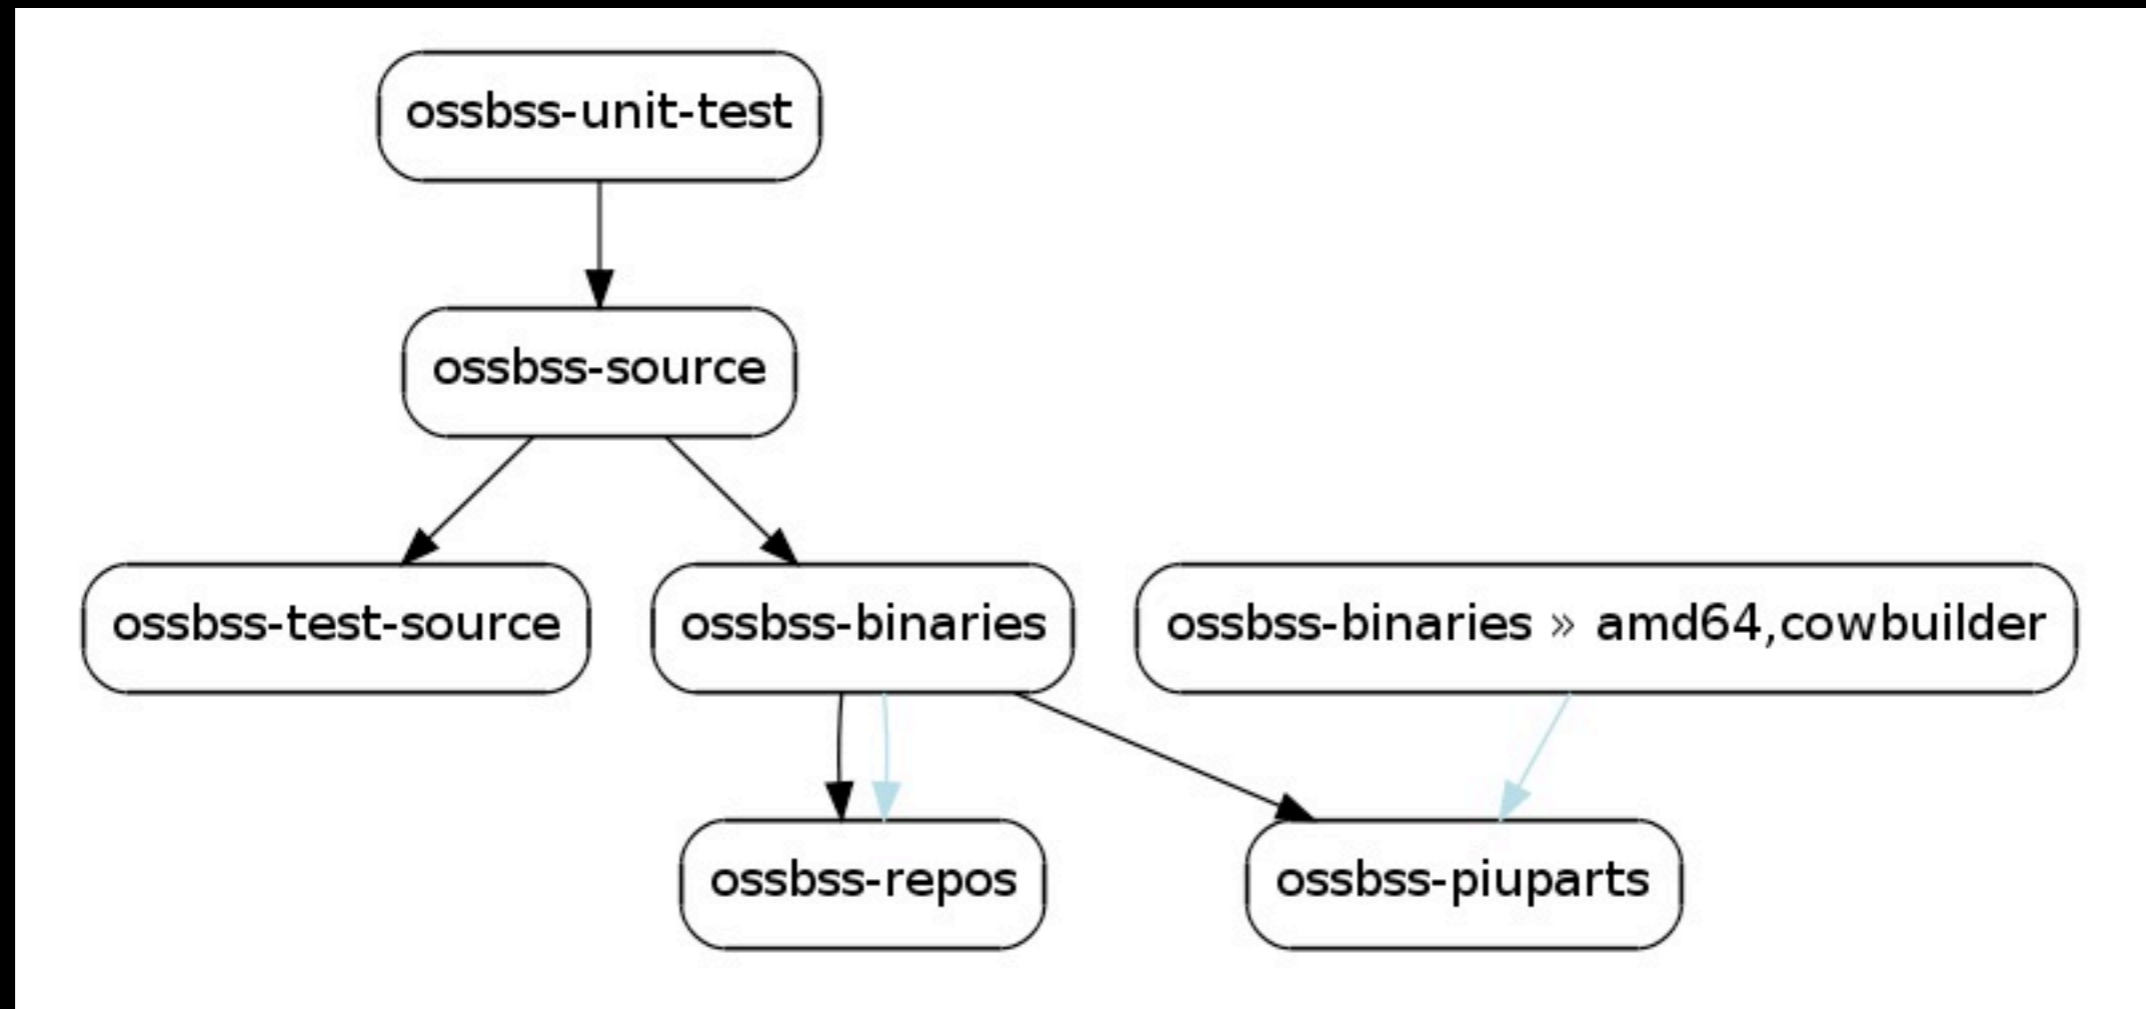 ossbss-unit-test
ossbss-source
ossbss-test-source
ossbss-binaries
ossbss-binaries » amd64,cowbuilder
ossbss-repos
ossbss-piuparts